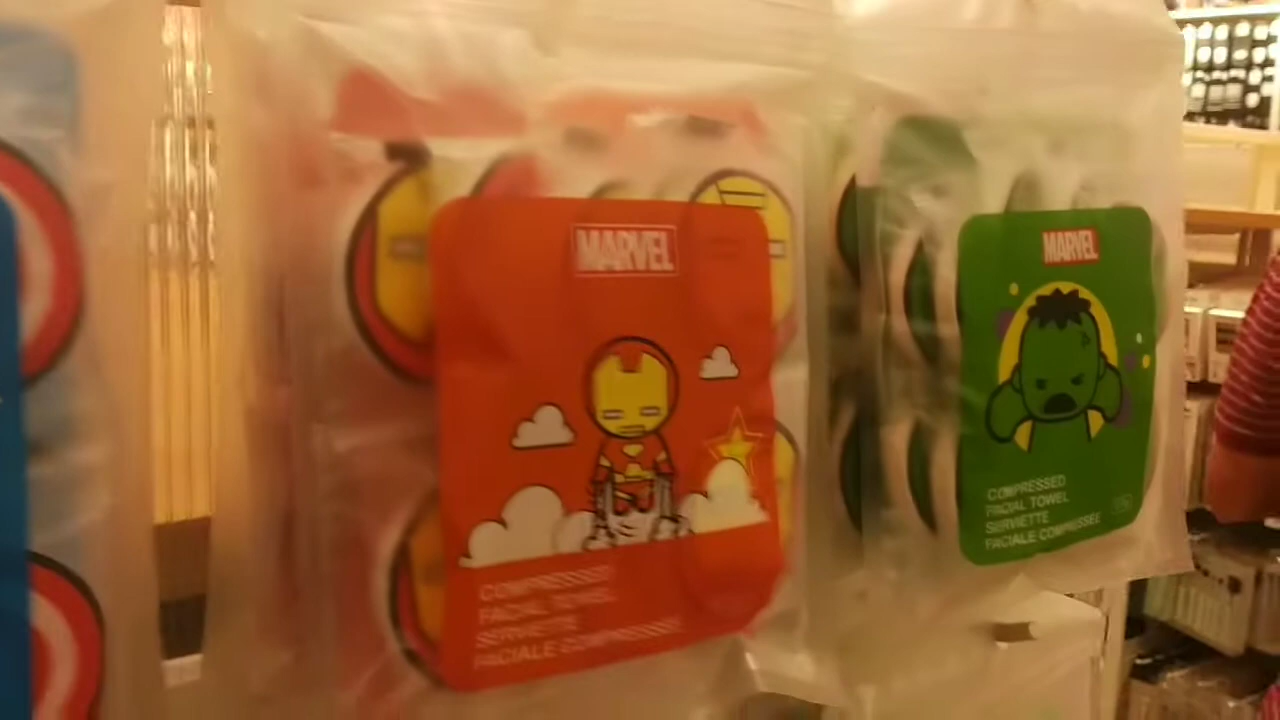 MARVEL
COMPRESSED
FACIAL TOWEL
SERVIETTE
FACIALE COMPRESSÉE
MARVEL
COMPRESSED
FACIAL TOWEL
SERVIETTE
FACIALE COMPRESSÉE